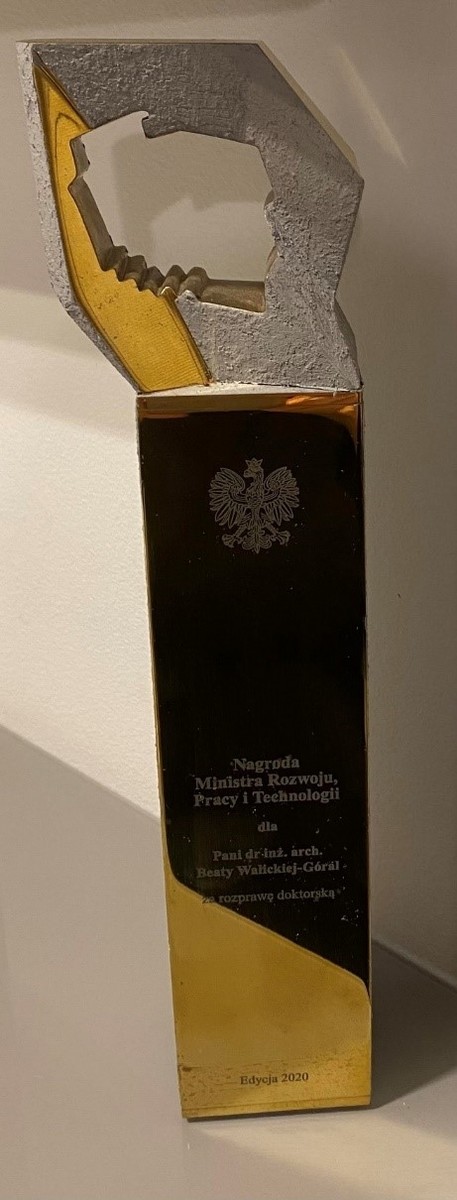 Nagroda
Ministra Rozwoju,
Pracy i Technologii
dla
Pani dr inż. arch.
Beaty Walickiej-Góral
za rozprawę doktorską
Edycja 2020